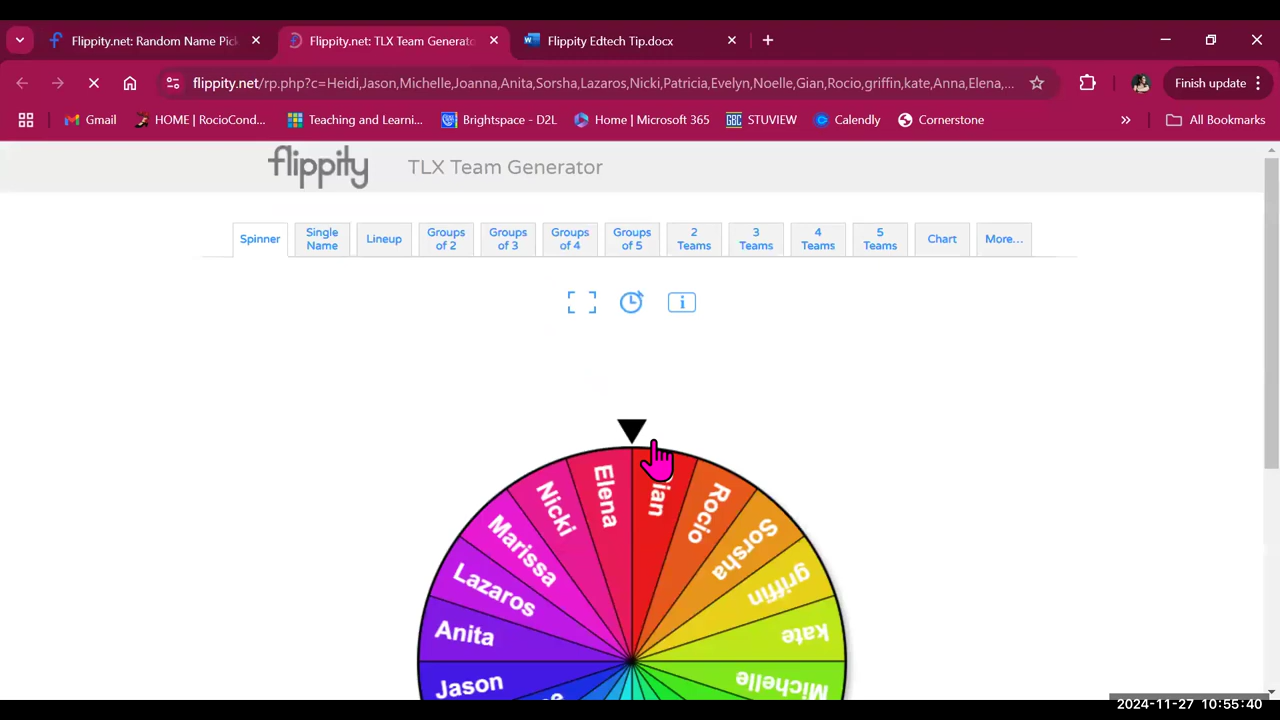 Flippity.net: Random Name Pick
Flippity.net: TLX Team Generato
Flippity Edtech Tip.docx
flippity.net/rp.php?c=Heidi,Jason,Michelle,Joanna,Anita,Sorsha,Lazaros,Nicki,Patricia,Evelyn,Noelle,Gian,Rocio,griffin,kate,Anna,Elena,...
Finish update
Gmail
HOME | RocioCond...
Teaching and Learni...
Brightspace - D2L
Home | Microsoft 365
GBC STUVIEW
Calendly
Cornerstone
»
All Bookmarks
flippity
TLX Team Generator
Spinner
Single
Name
Lineup
Groups
of 2
Groups
of 3
Groups
of 4
Groups
of 5
2
Teams
3
Teams
4
Teams
5
Teams
Chart
More...
i
Elena
Nicki
Marissa
Lazaros
Anita
Jason
Rocio
Sorsha
griffin
kate
Michelle
2024-11-27 10:55:40